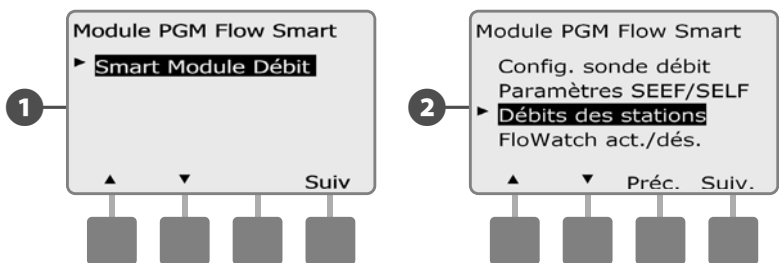 1
Module PGM Flow Smart
► Smart Module Débit
▲ ▼ Suiv
2
Module PGM Flow Smart
Config. sonde débit
Paramètres SEEF/SELF
► Débits des stations
FloWatch act./dés.
▲ ▼ Préc. Suiv.